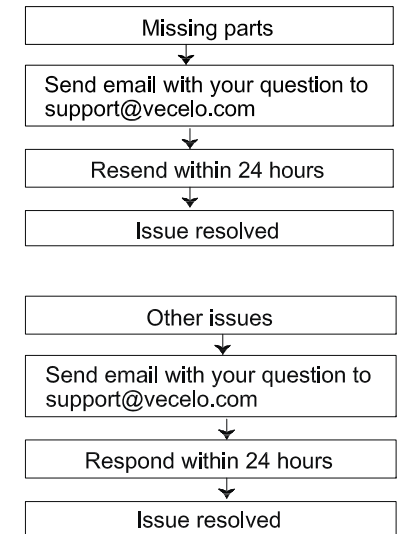 Missing parts
Send email with your question to
support@vecelo.com
Resend within 24 hours
Issue resolved
Other issues
Send email with your question to
support@vecelo.com
Respond within 24 hours
Issue resolved